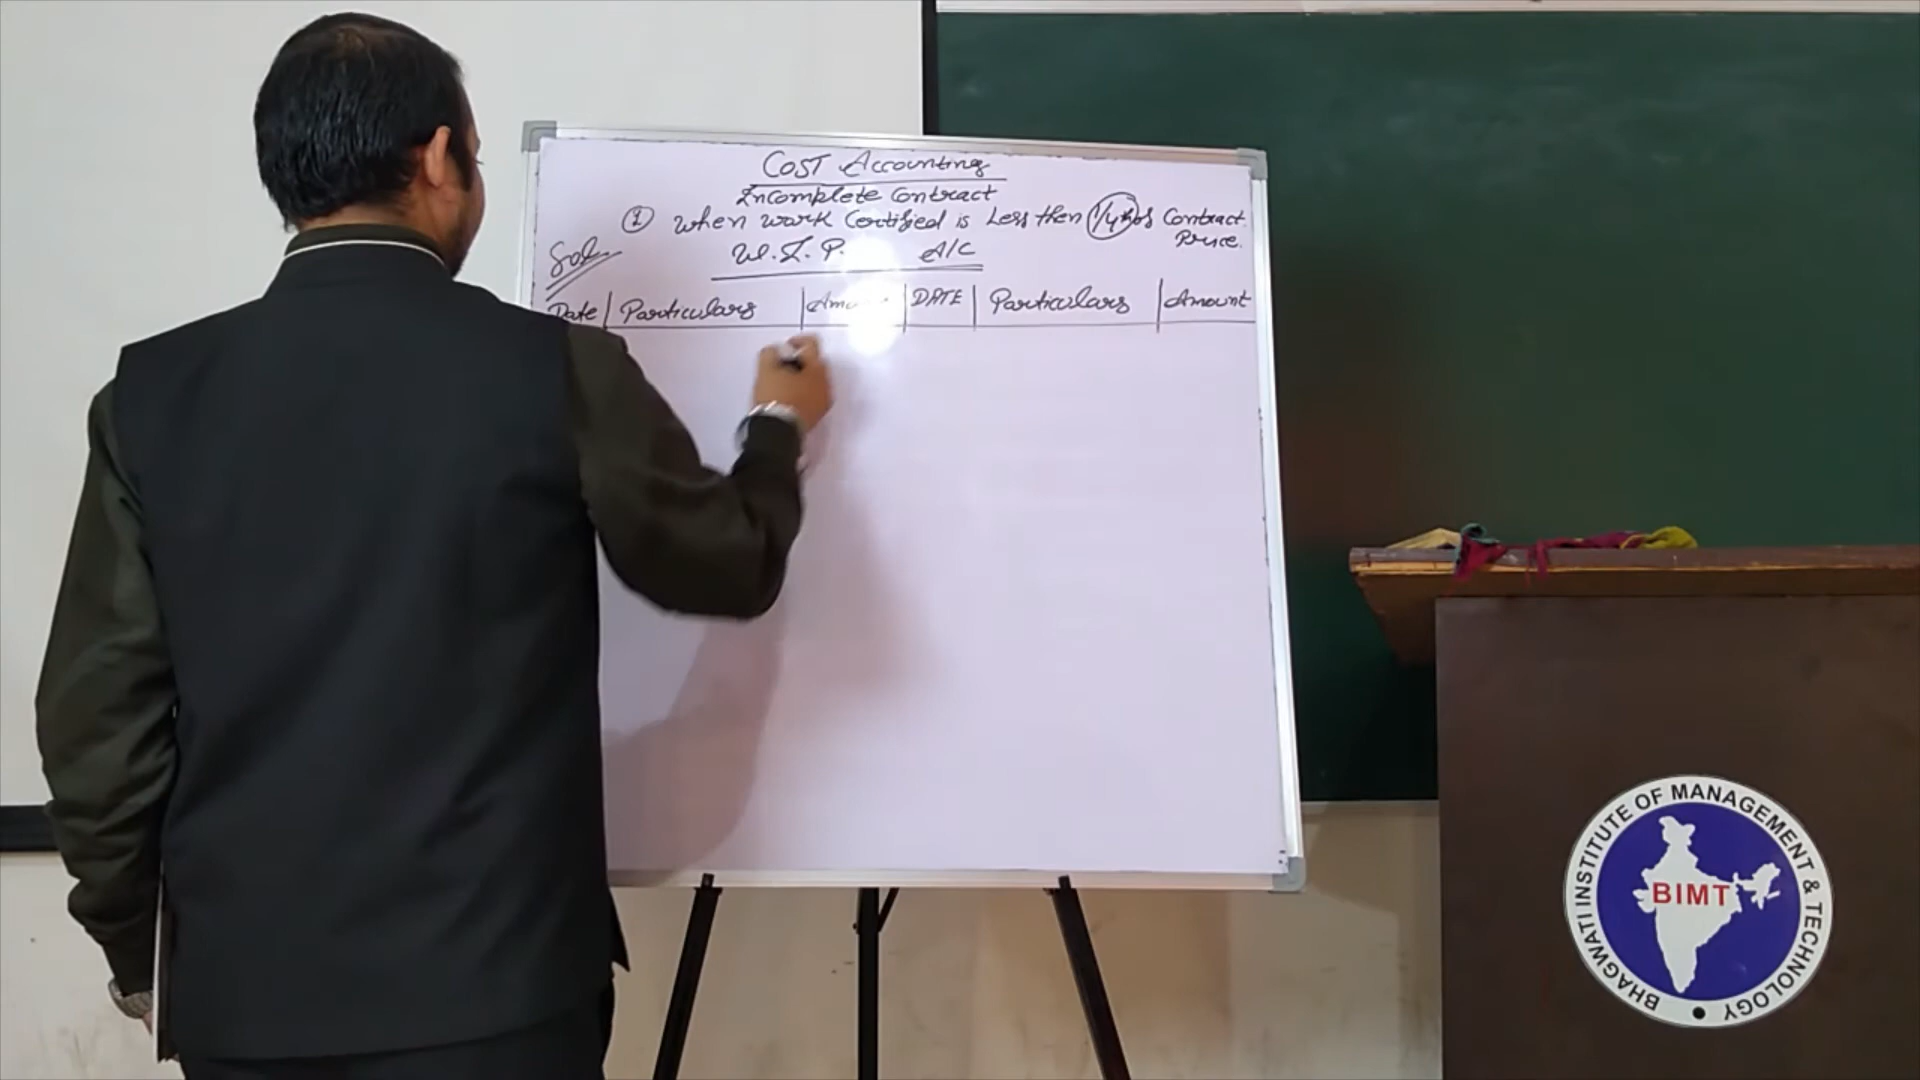 COST Accounting
Incomplete Contract
① When work Certified is Less then 1/4th of Contract
Price.
Sol.
W.I.P. A/C
Date Particulars DATE Particulars Amount
BHAGWATI INSTITUTE OF MANAGEMENT & TECHNOLOGY
BIMT